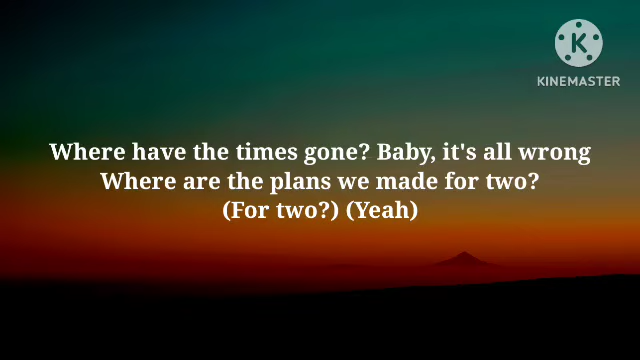 KINEMASTER
Where have the times gone? Baby, it's all wrong
Where are the plans we made for two?
(For two?) (Yeah)